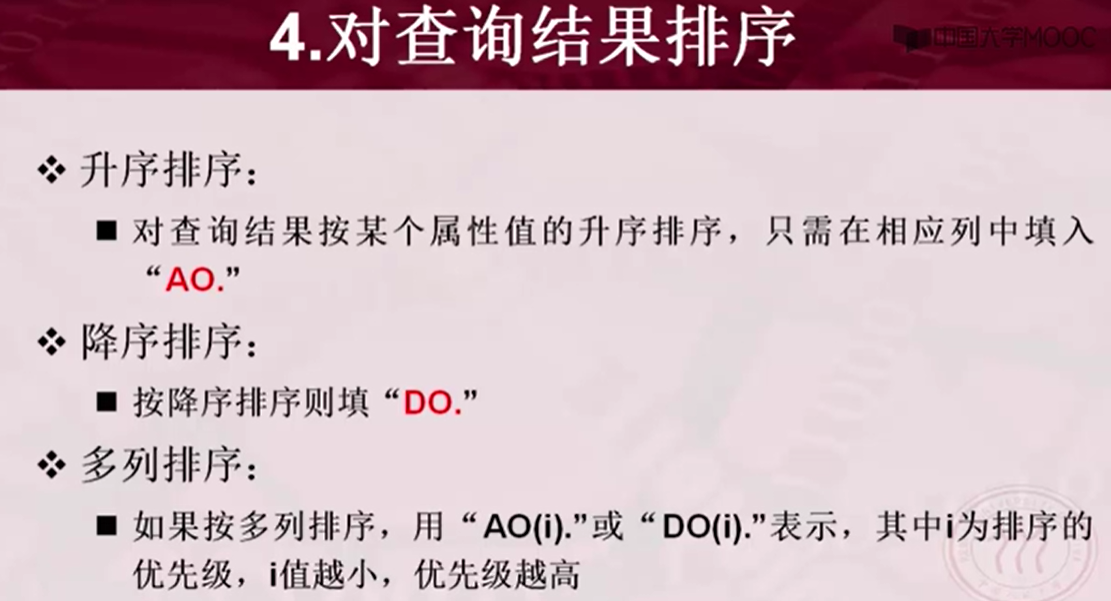 4.对查询结果排序
中国大学MOOC
❖ 升序排序：
■ 对查询结果按某个属性值的升序排序，只需在相应列中填入
“AO.”
❖ 降序排序：
■ 按降序排序则填“DO.”
❖ 多列排序：
■ 如果按多列排序，用“AO(i).”或“DO(i).”表示，其中i为排序的
优先级，i值越小，优先级越高